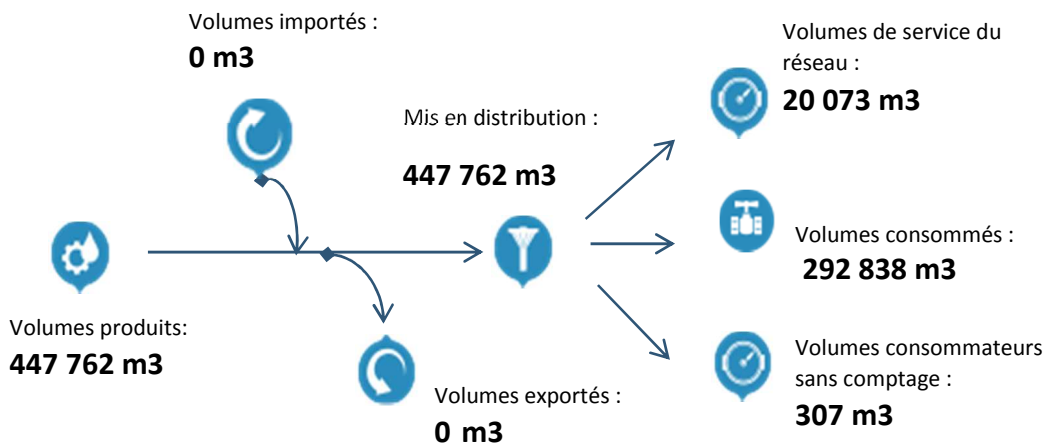 Volumes importés :
0 m3
Volumes de service du
réseau :
20 073 m3
Mis en distribution :
447 762 m3
Volumes consommés :
292 838 m3
Volumes produits:
447 762 m3
Volumes consommateurs
sans comptage :
307 m3
Volumes exportés :
0 m3